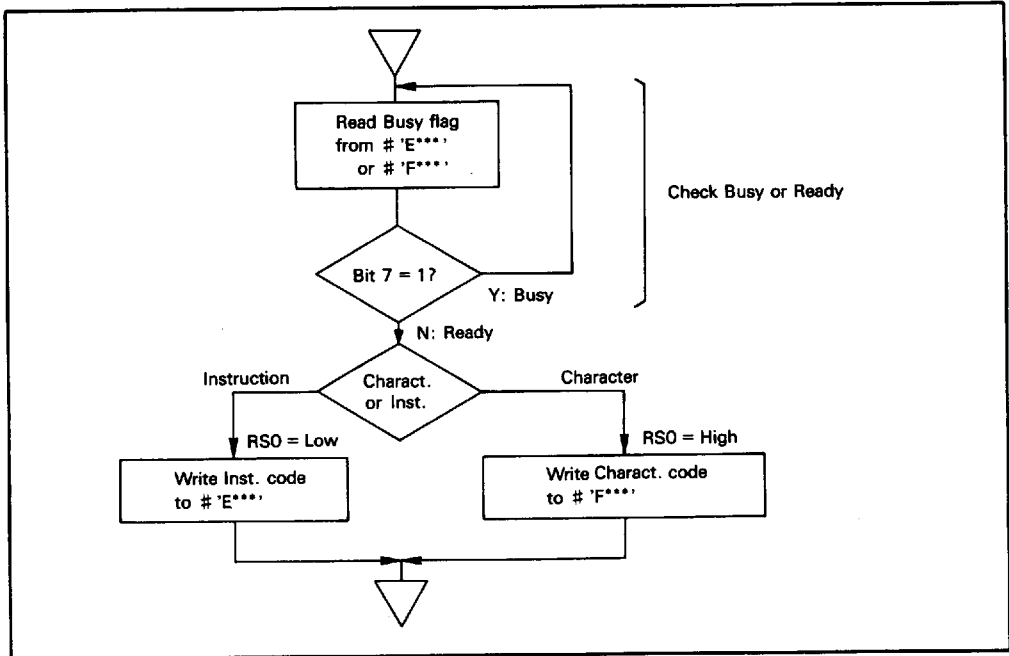 Read Busy flag
from # 'E***'
or # 'F***'
Check Busy or Ready
Bit 7 = 1?
Y: Busy
N: Ready
Instruction
Charact.
or Inst.
Character
RS0 = Low
RS0 = High
Write Inst. code
to # 'E***'
Write Charact. code
to # 'F***'